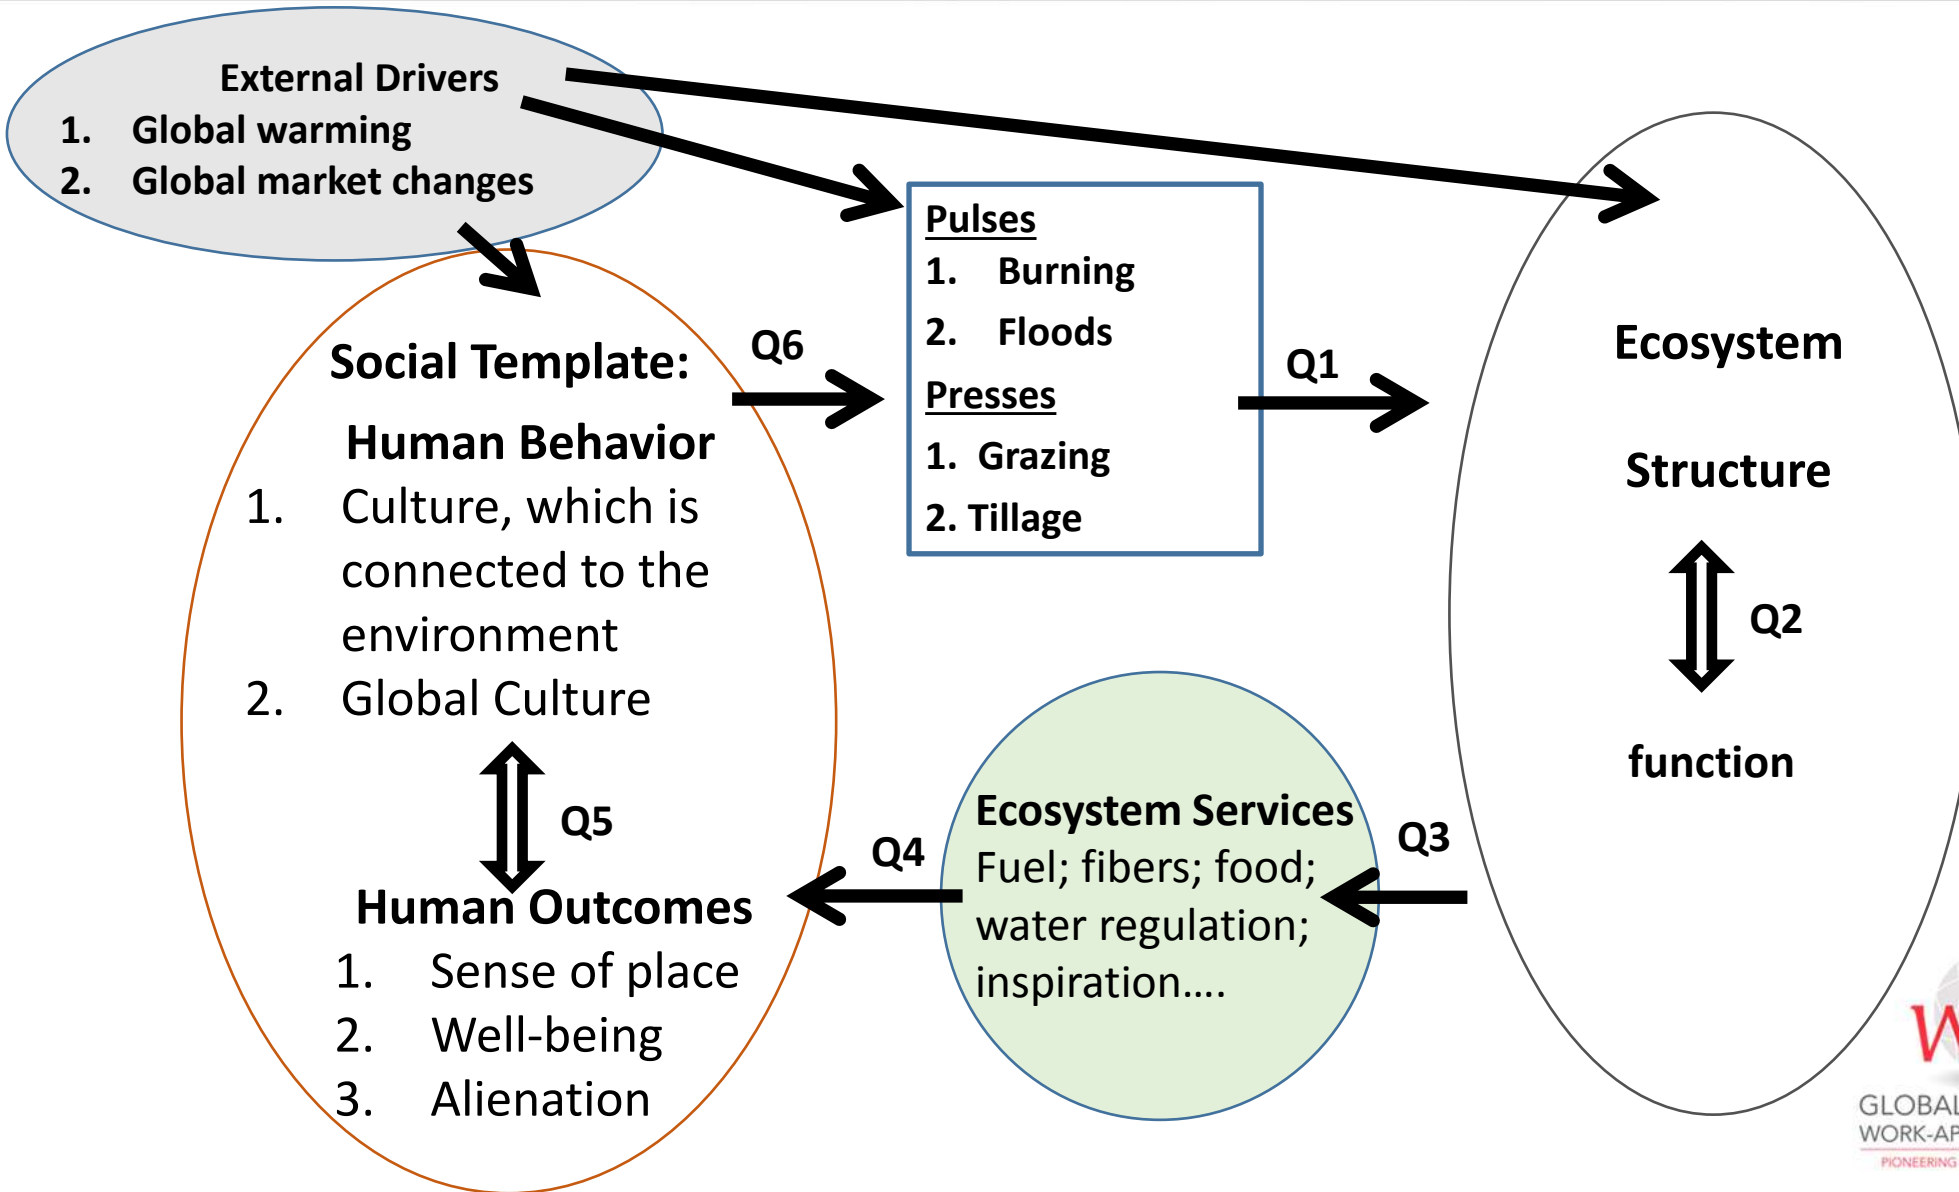 External Drivers
1. Global warming
2. Global market changes
Pulses
1. Burning
2. Floods
Presses
1. Grazing
2. Tillage
Q6
Q1
Social Template:
Human Behavior
1. Culture, which is
connected to the
environment
2. Global Culture
Q5
Human Outcomes
1. Sense of place
2. Well-being
3. Alienation
Ecosystem
Structure
Q2
function
Q4
Q3
Ecosystem Services
Fuel; fibers; food;
water regulation;
inspiration....
GLOBAL
PIONEERING